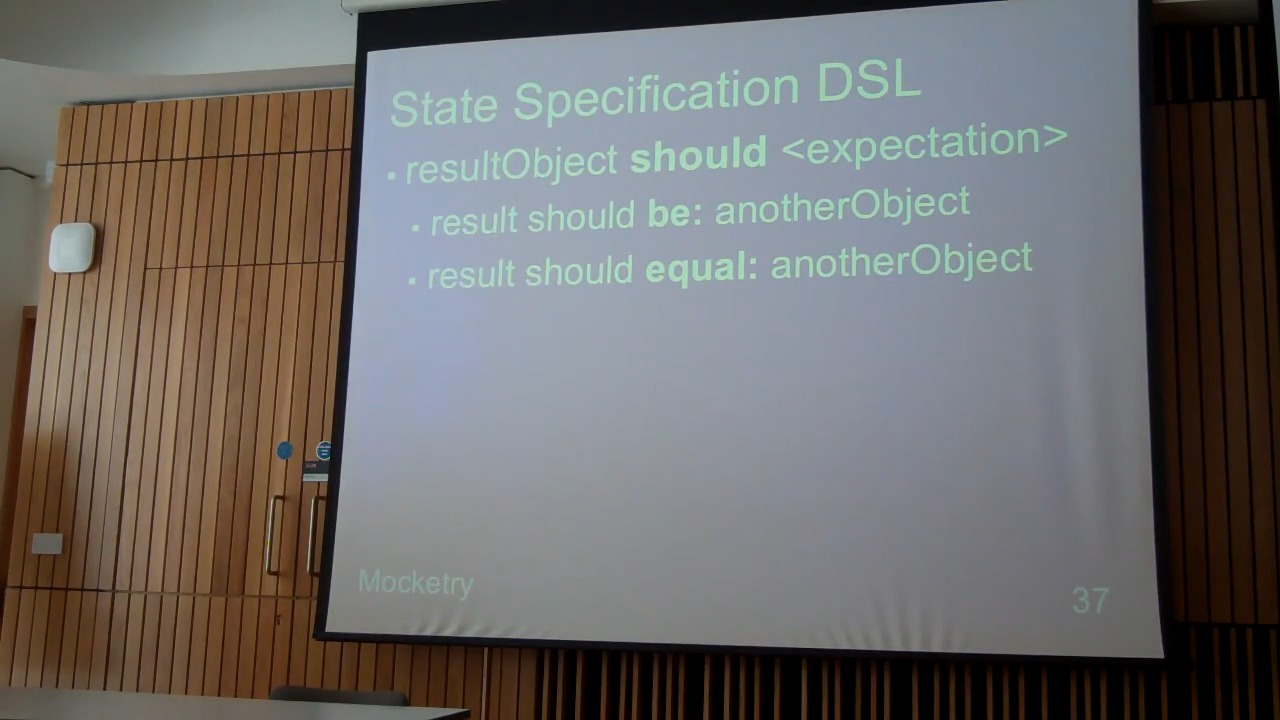 State Specification DSL
▪ resultObject should <expectation>
▪ result should be: anotherObject
▪ result should equal: anotherObject
Mocketry
37